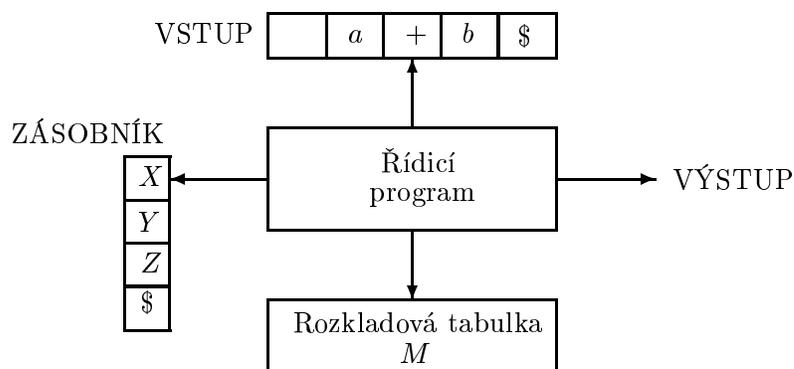 VSTUP a + b $
ZÁSOBNÍK
X
Y
Z
$
Řídicí
program
VÝSTUP
Rozkladová tabulka
M